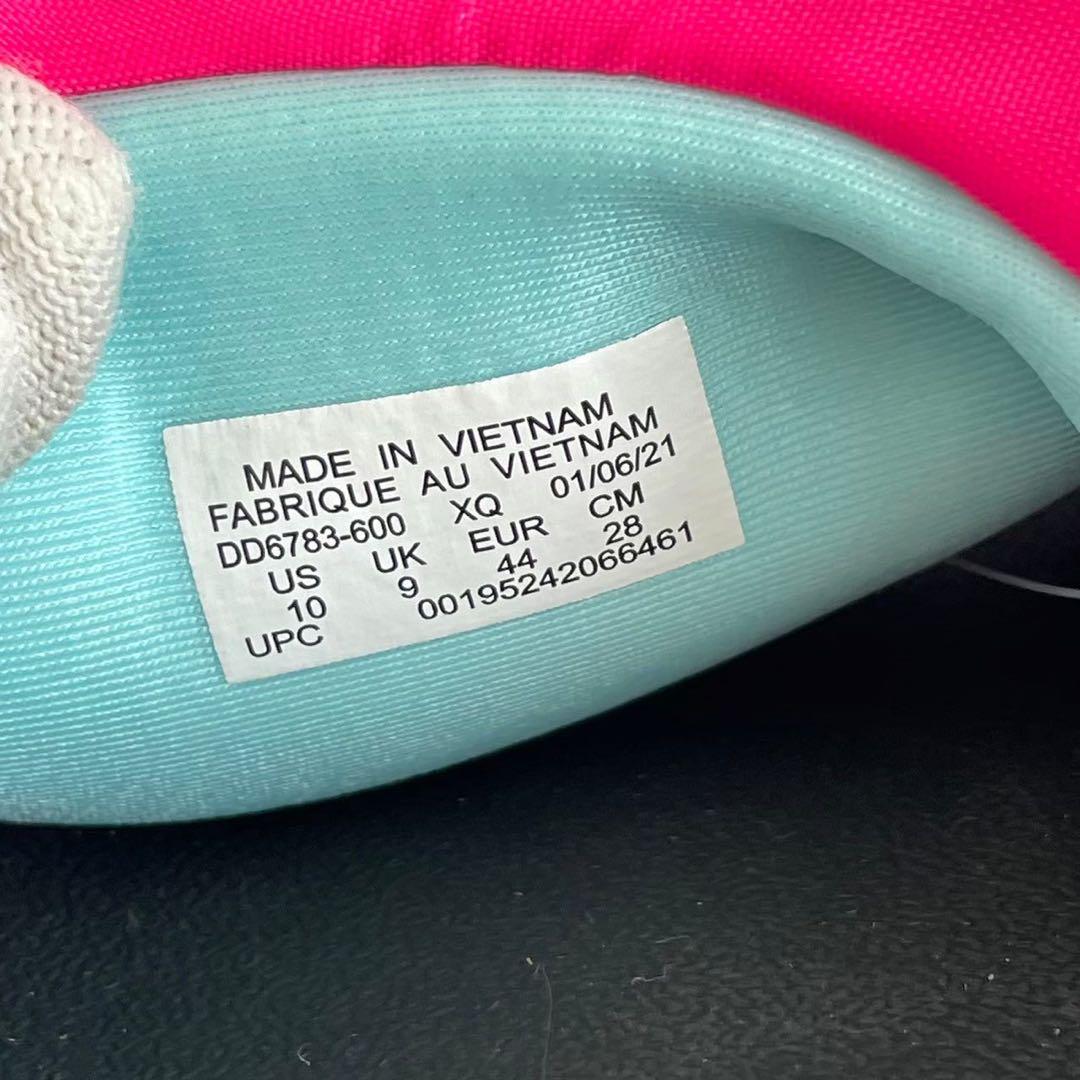 MADE IN VIETNAM
FABRIQUE AU VIETNAM
DD6783-600 XQ 01/06/21
US UK EUR CM
10 9 44 28
UPC 00195242066461